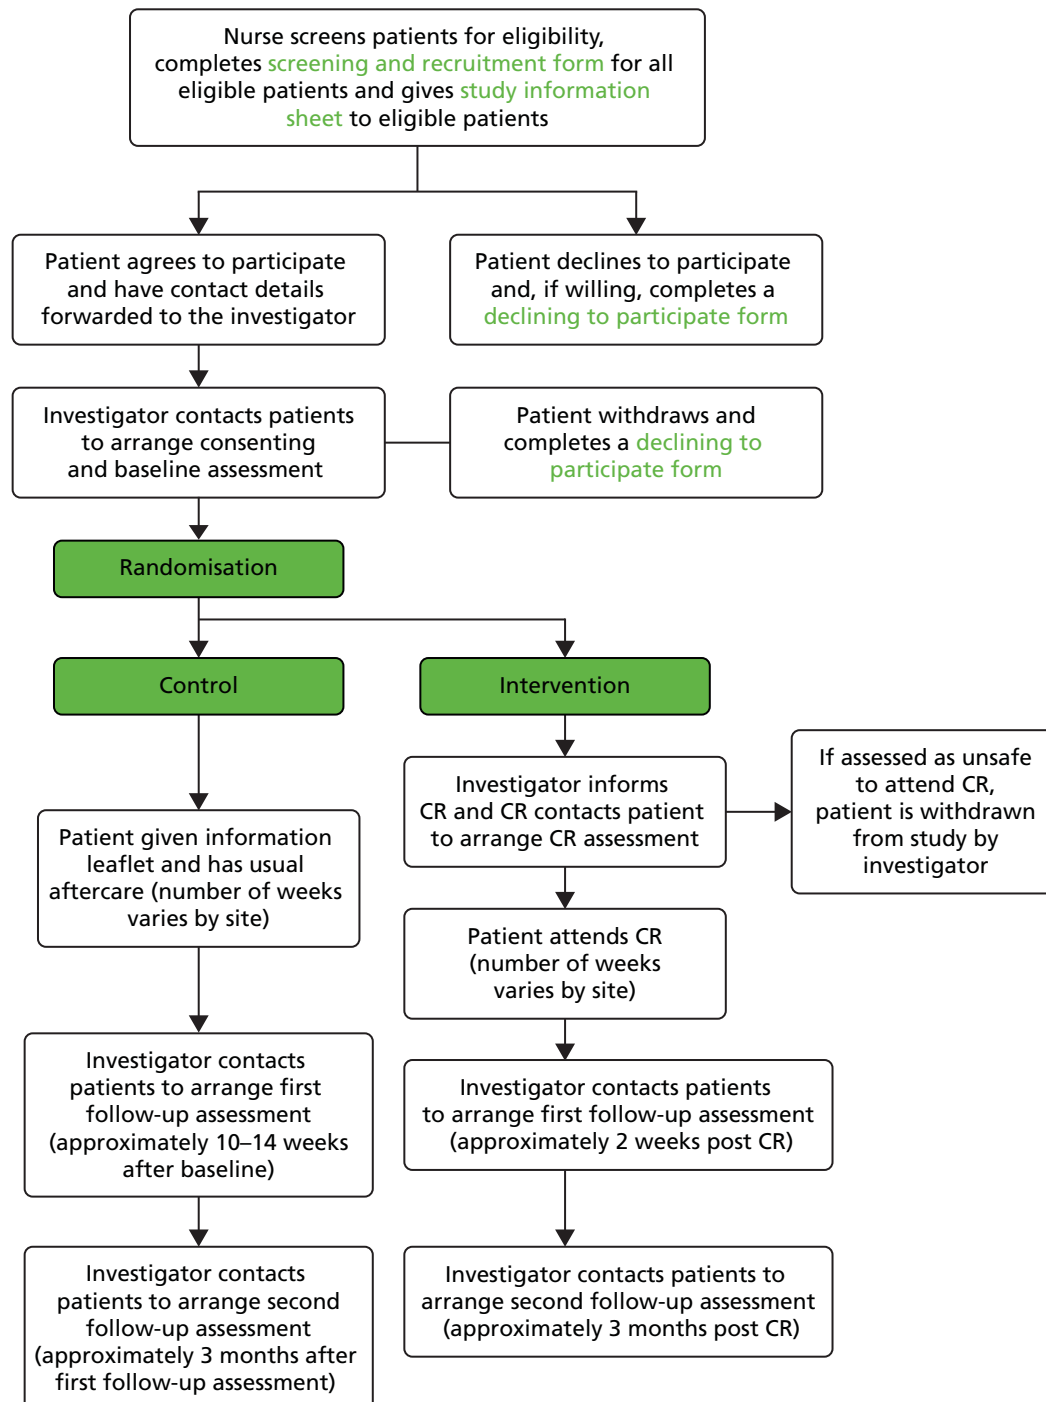 Nurse screens patients for eligibility,
completes screening and recruitment form for all
eligible patients and gives study information
sheet to eligible patients
Patient agrees to participate
and have contact details
forwarded to the investigator
Patient declines to participate
and, if willing, completes a
declining to participate form
Investigator contacts patients
to arrange consenting
and baseline assessment
Patient withdraws and
completes a declining to
participate form
Randomisation
Control
Intervention
Patient given information
leaflet and has usual
aftercare (number of weeks
varies by site)
Investigator informs
CR and CR contacts patient
to arrange CR assessment
If assessed as unsafe
to attend CR,
patient is withdrawn
from study by
investigator
Patient attends CR
(number of weeks
varies by site)
Investigator contacts
patients to arrange first
follow-up assessment
(approximately 10–14 weeks
after baseline)
Investigator contacts patients
to arrange first follow-up assessment
(approximately 2 weeks post CR)
Investigator contacts
patients to arrange second
follow-up assessment
(approximately 3 months after
first follow-up assessment)
Investigator contacts patients to
arrange second follow-up assessment
(approximately 3 months post CR)